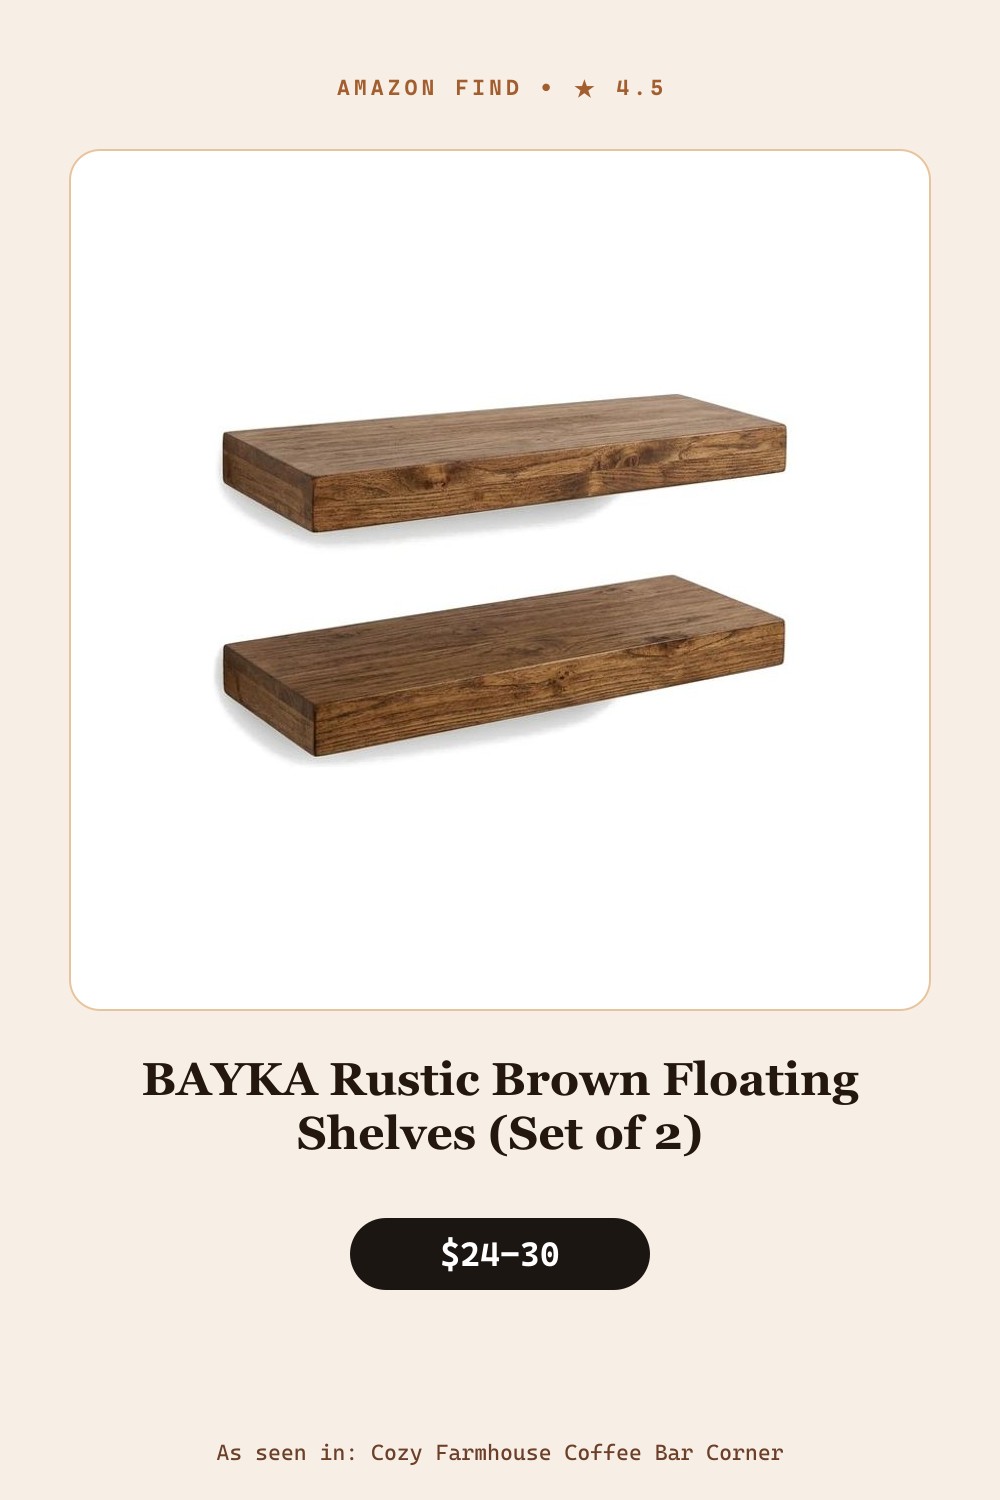 AMAZON FIND • ★ 4.5
BAYKA Rustic Brown Floating
Shelves (Set of 2)
$24–30
As seen in: Cozy Farmhouse Coffee Bar Corner